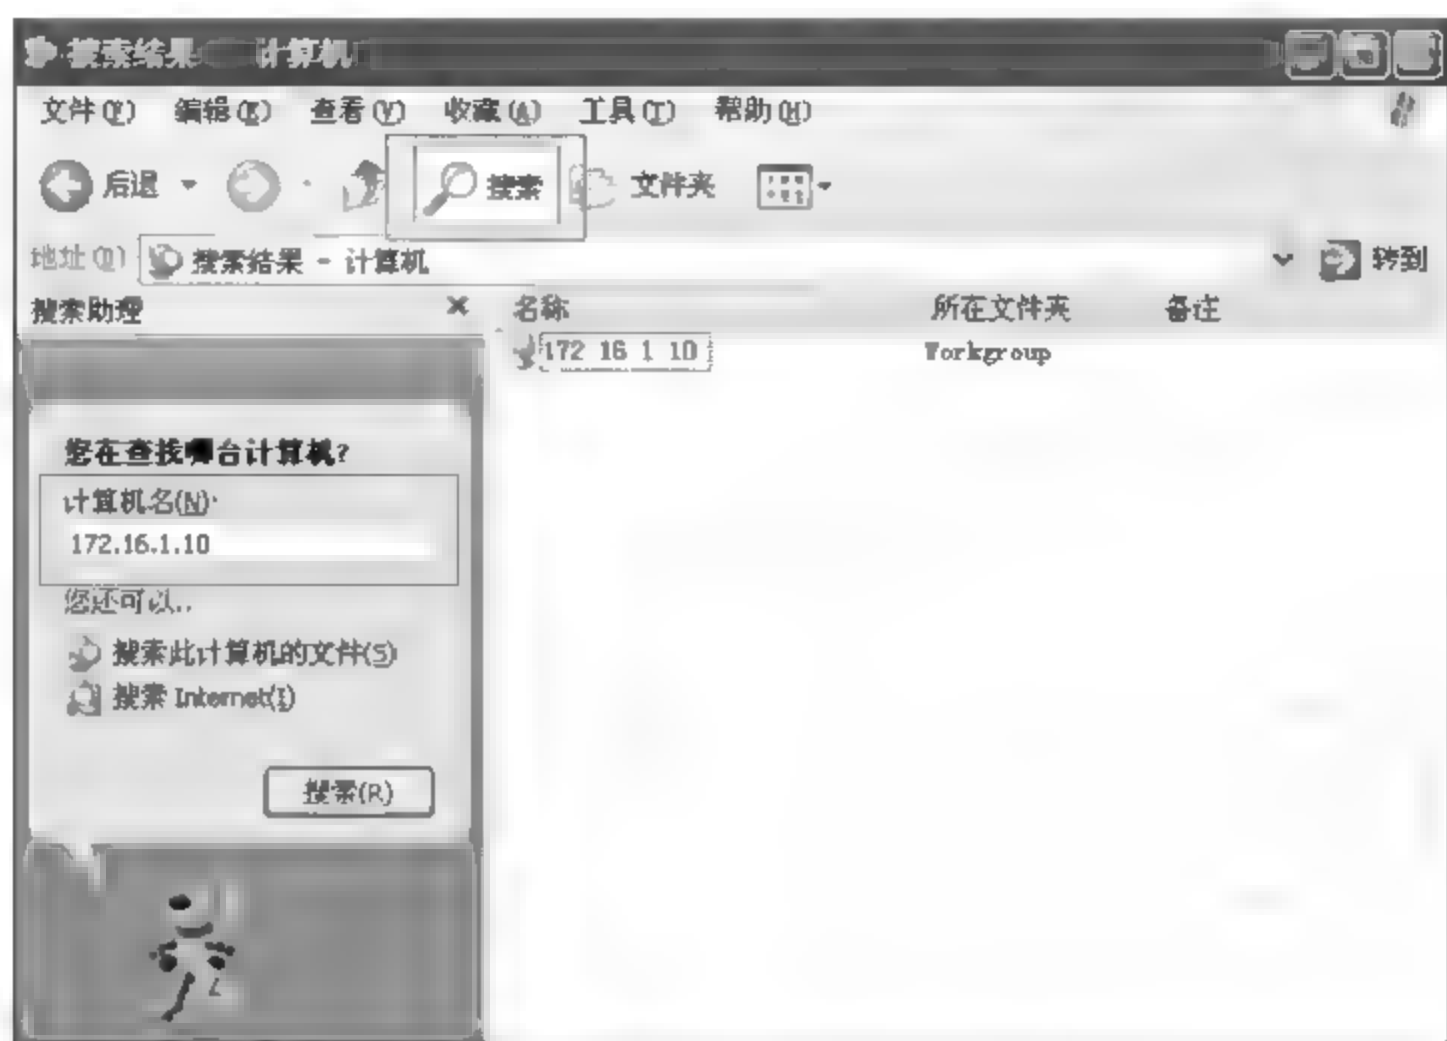 搜索结果 - 计算机
文件(F) 编辑(E) 查看(V) 收藏(A) 工具(T) 帮助(H)
后退 搜索 文件夹
地址(D) 搜索结果 - 计算机 转到
搜索助理
名称 所在文件夹 备注
172.16.1.10 Workgroup
您在查找哪台计算机?
计算机名(N):
172.16.1.10
您还可以...
搜索此计算机的文件(S)
搜索 Internet(I)
搜索(R)